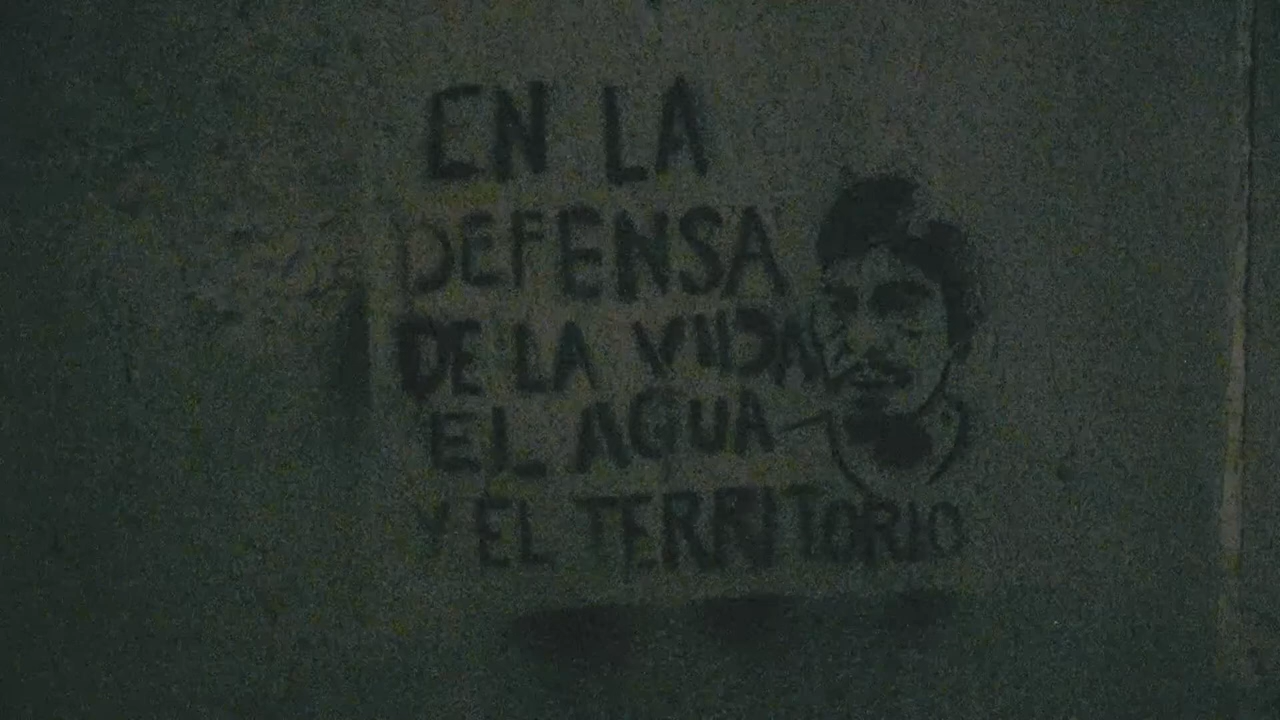 EN LA
DEFENSA
DE LA VIDA
EL AGUA
Y EL TERRITORIO